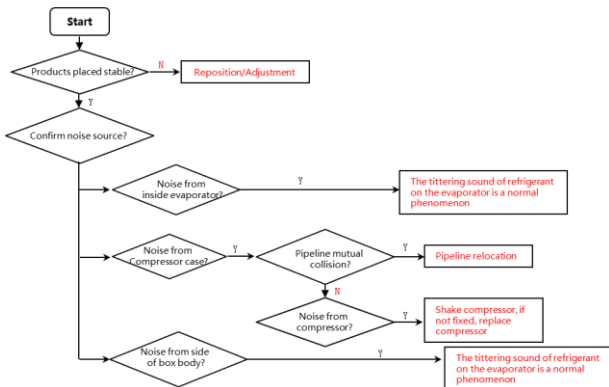 Start
Products placed stable?
N
Reposition/Adjustment
Y
Confirm noise source?
Noise from
inside evaporator?
Y
The tittering sound of refrigerant
on the evaporator is a normal
phenomenon
Noise from
Compressor case?
Y
Pipeline mutual
collision?
Y
Pipeline relocation
N
Noise from
compressor?
Y
Shake compressor, if
not fixed, replace
compressor
Noise from side
of box body?
Y
The tittering sound of refrigerant
on the evaporator is a normal
phenomenon